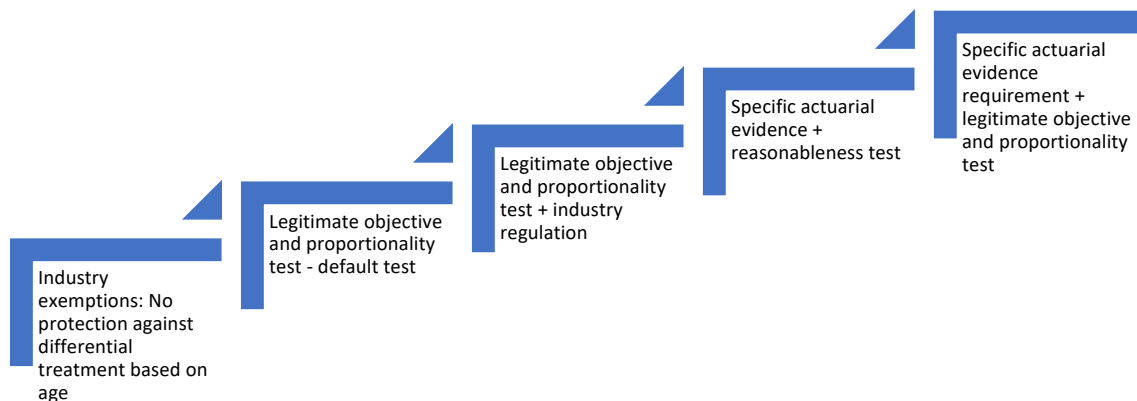 Industry
exemptions: No
protection against
differential
treatment based on
age
Legitimate objective
and proportionality
test - default test
Legitimate objective
and proportionality
test + industry
regulation
Specific actuarial
evidence +
reasonableness test
Specific actuarial
evidence
requirement +
legitimate objective
and proportionality
test